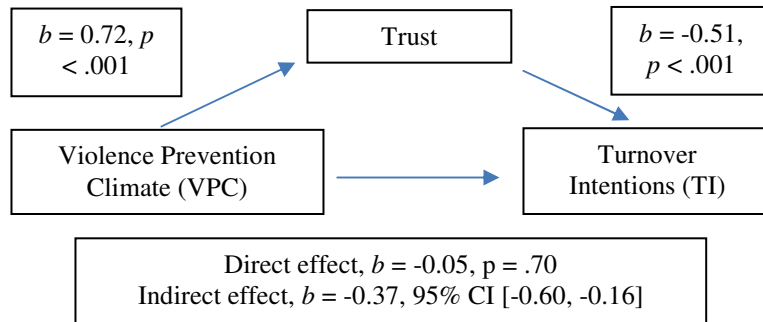 b = 0.72, p
< .001
Trust
b = -0.51,
p < .001
Violence Prevention
Climate (VPC)
Turnover
Intentions (TI)
Direct effect, b = -0.05, p = .70
Indirect effect, b = -0.37, 95% CI [-0.60, -0.16]